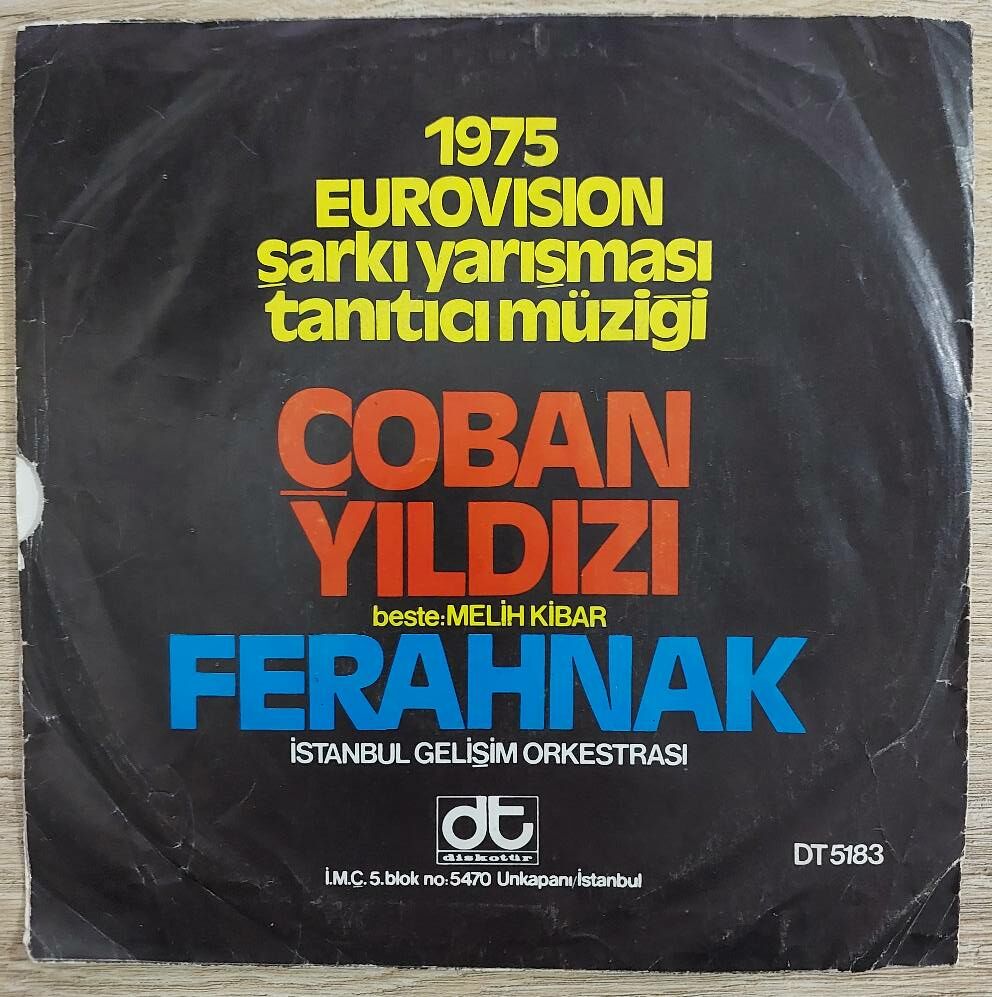 1975
EUROVISION
şarkı yarışması
tanıtıcı müziği
ÇOBAN
YILDIZI
beste: MELİH KİBAR
FERAHNAK
İSTANBUL GELİŞİM ORKESTRASI
dt
diskotür
DT 5183
İ.M.Ç. 5.blok no: 5470 Unkapanı/İstanbul